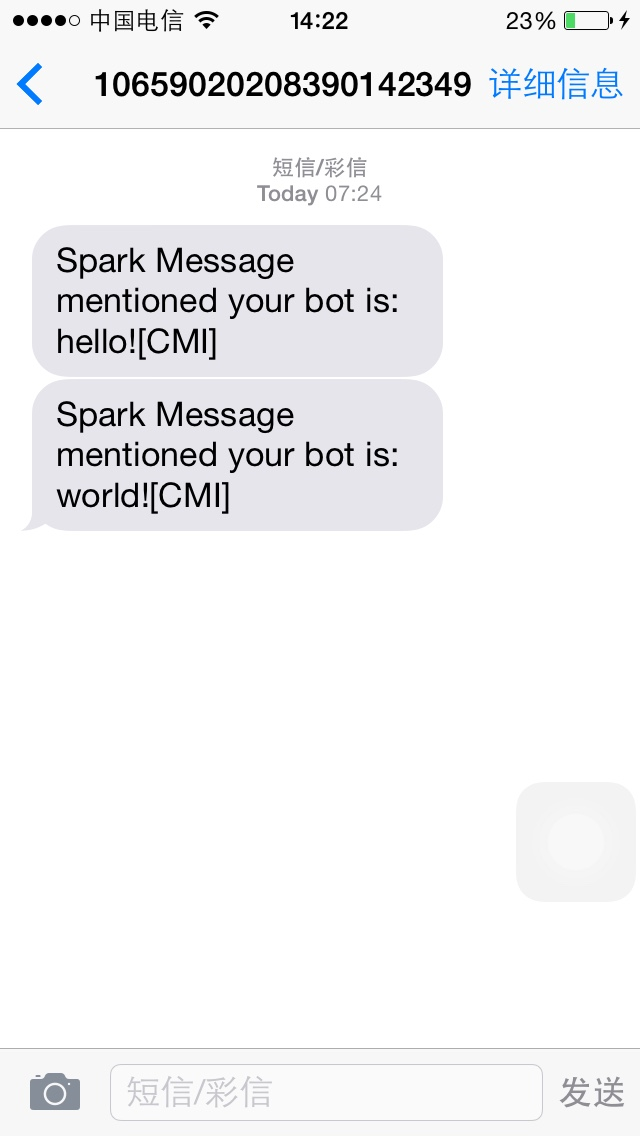 中国电信 14:22 23%
10659020208390142349 详细信息
短信/彩信
Today 07:24
Spark Message
mentioned your bot is:
hello![CMI]
Spark Message
mentioned your bot is:
world![CMI]
短信/彩信 发送